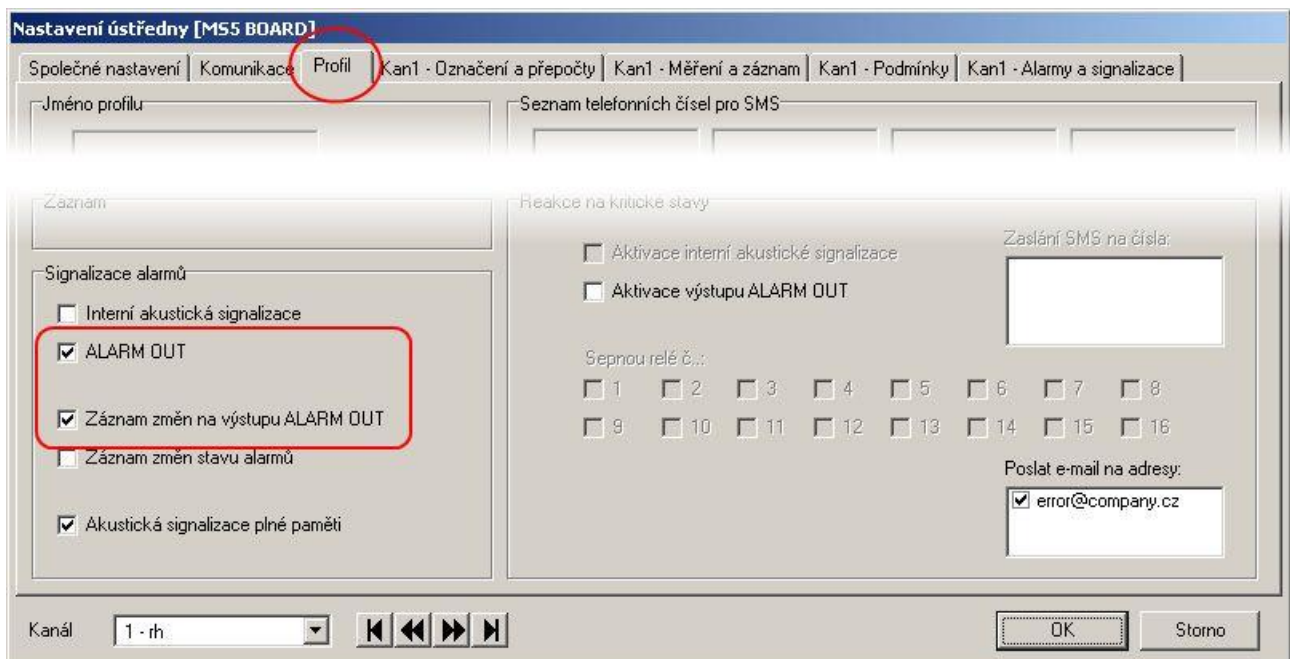 Nastavení ústředny [MS5 BOARD]
Společné nastavení Komunikace Profil Kan1 - Označení a přepočty Kan1 - Měření a záznam Kan1 - Podmínky Kan1 - Alarmy a signalizace
Jméno profilu
Seznam telefonních čísel pro SMS
Záznam
Signalizace alarmů
Interní akustická signalizace
ALARM OUT
Záznam změn na výstupu ALARM OUT
Záznam změn stavu alarmů
Akustická signalizace plné paměti
Reakce na kritické stavy
Aktivace interní akustické signalizace
Aktivace výstupu ALARM OUT
Zaslání SMS na čísla:
Sepnou relé č..:
1 2 3 4 5 6 7 8
9 10 11 12 13 14 15 16
Poslat e-mail na adresy:
error@company.cz
Kanál 1 - rh OK Storno